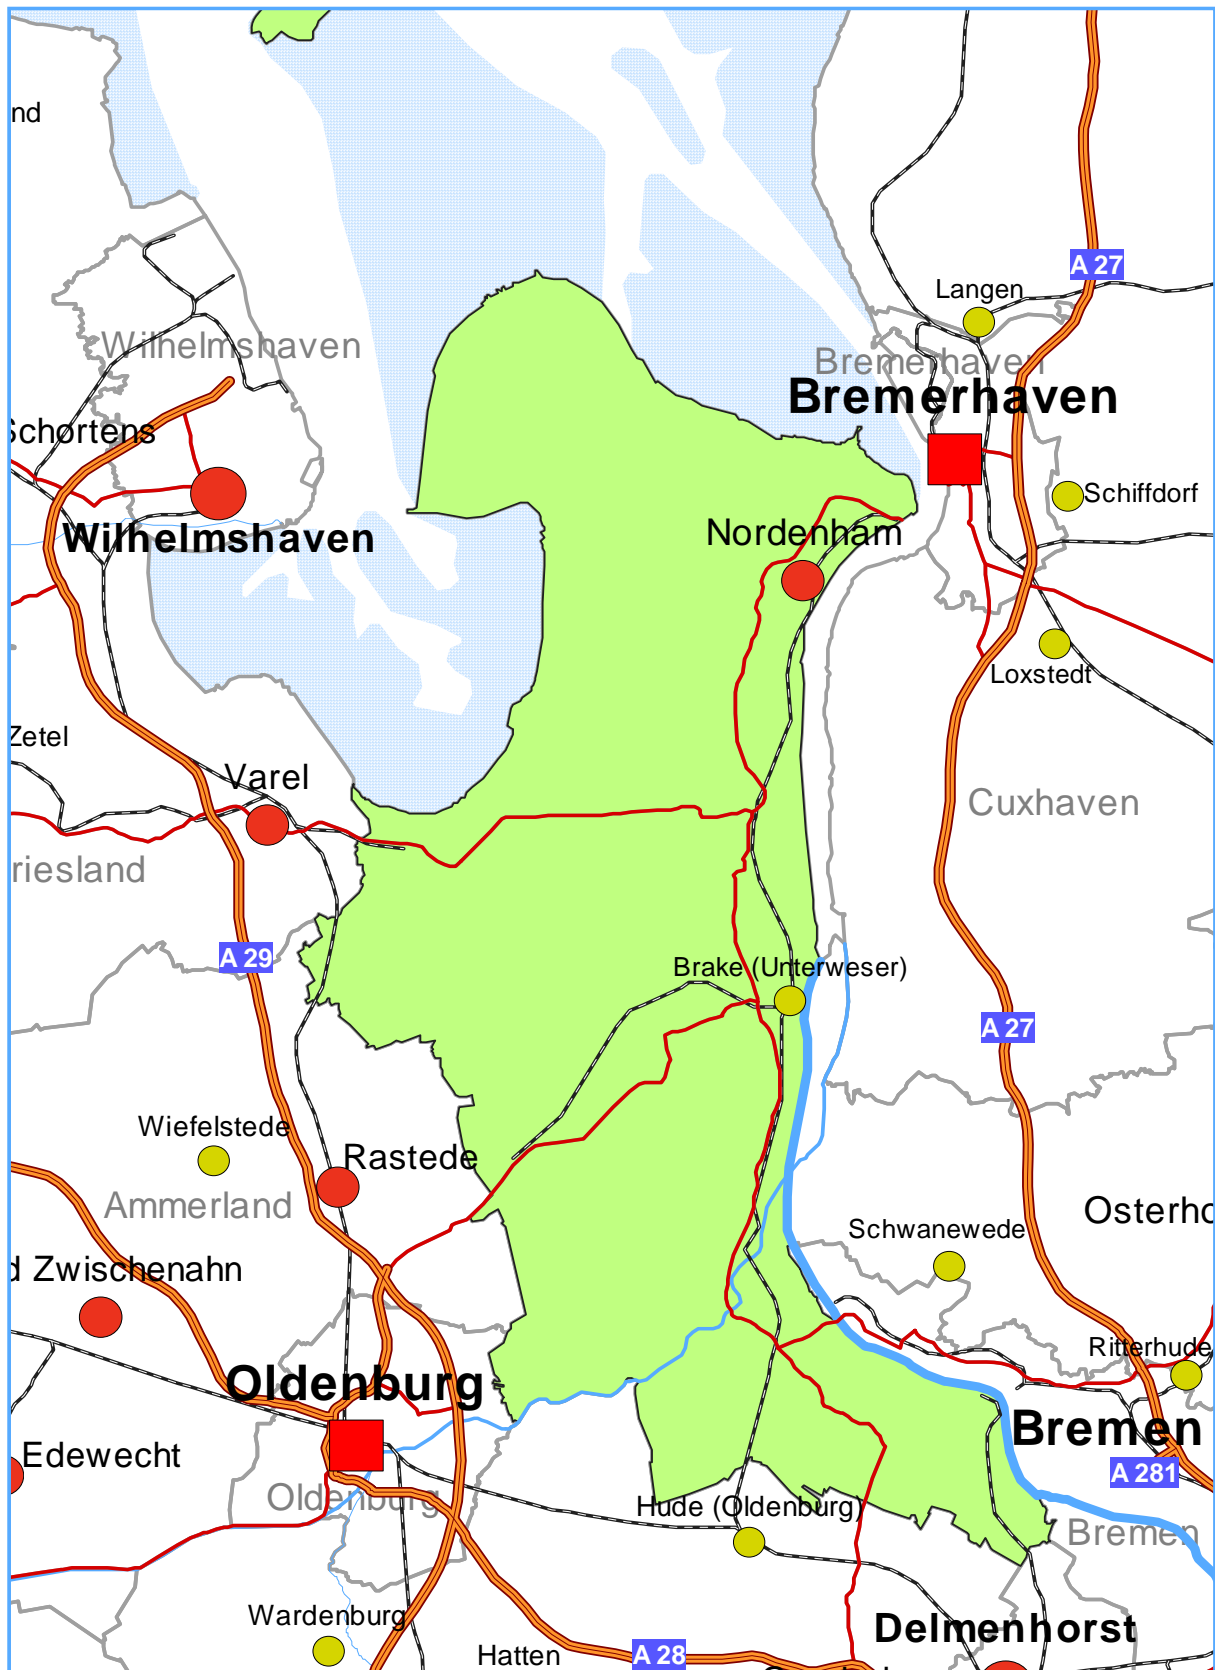 nd
A 27
Langen
Wilhelmshaven
Bremerhaven
Bremerhaven
Schortens
Schiffdorf
Nordenham
Wilhelmshaven
Loxstedt
Zetel
Varel
Cuxhaven
riesland
A 29
Brake (Unterweser)
A 27
Wiefelstede
Rastede
Ammerland
Osterho
Schwanewede
d Zwischenahn
Ritterhude
Oldenburg
Bremen
Edewecht
A 281
Oldenburg
Hude (Oldenburg)
Bremen
Wardenburg
Delmenhorst
Hatten
A 28